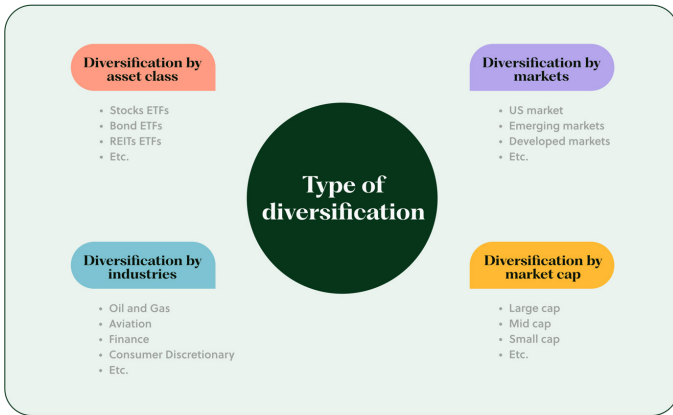 Diversification by
asset class
• Stocks ETFs
• Bond ETFs
• REITs ETFs
• Etc.
Diversification by
markets
• US market
• Emerging markets
• Developed markets
• Etc.
Type of
diversification
Diversification by
industries
• Oil and Gas
• Aviation
• Finance
• Consumer Discretionary
• Etc.
Diversification by
market cap
• Large cap
• Mid cap
• Small cap
• Etc.